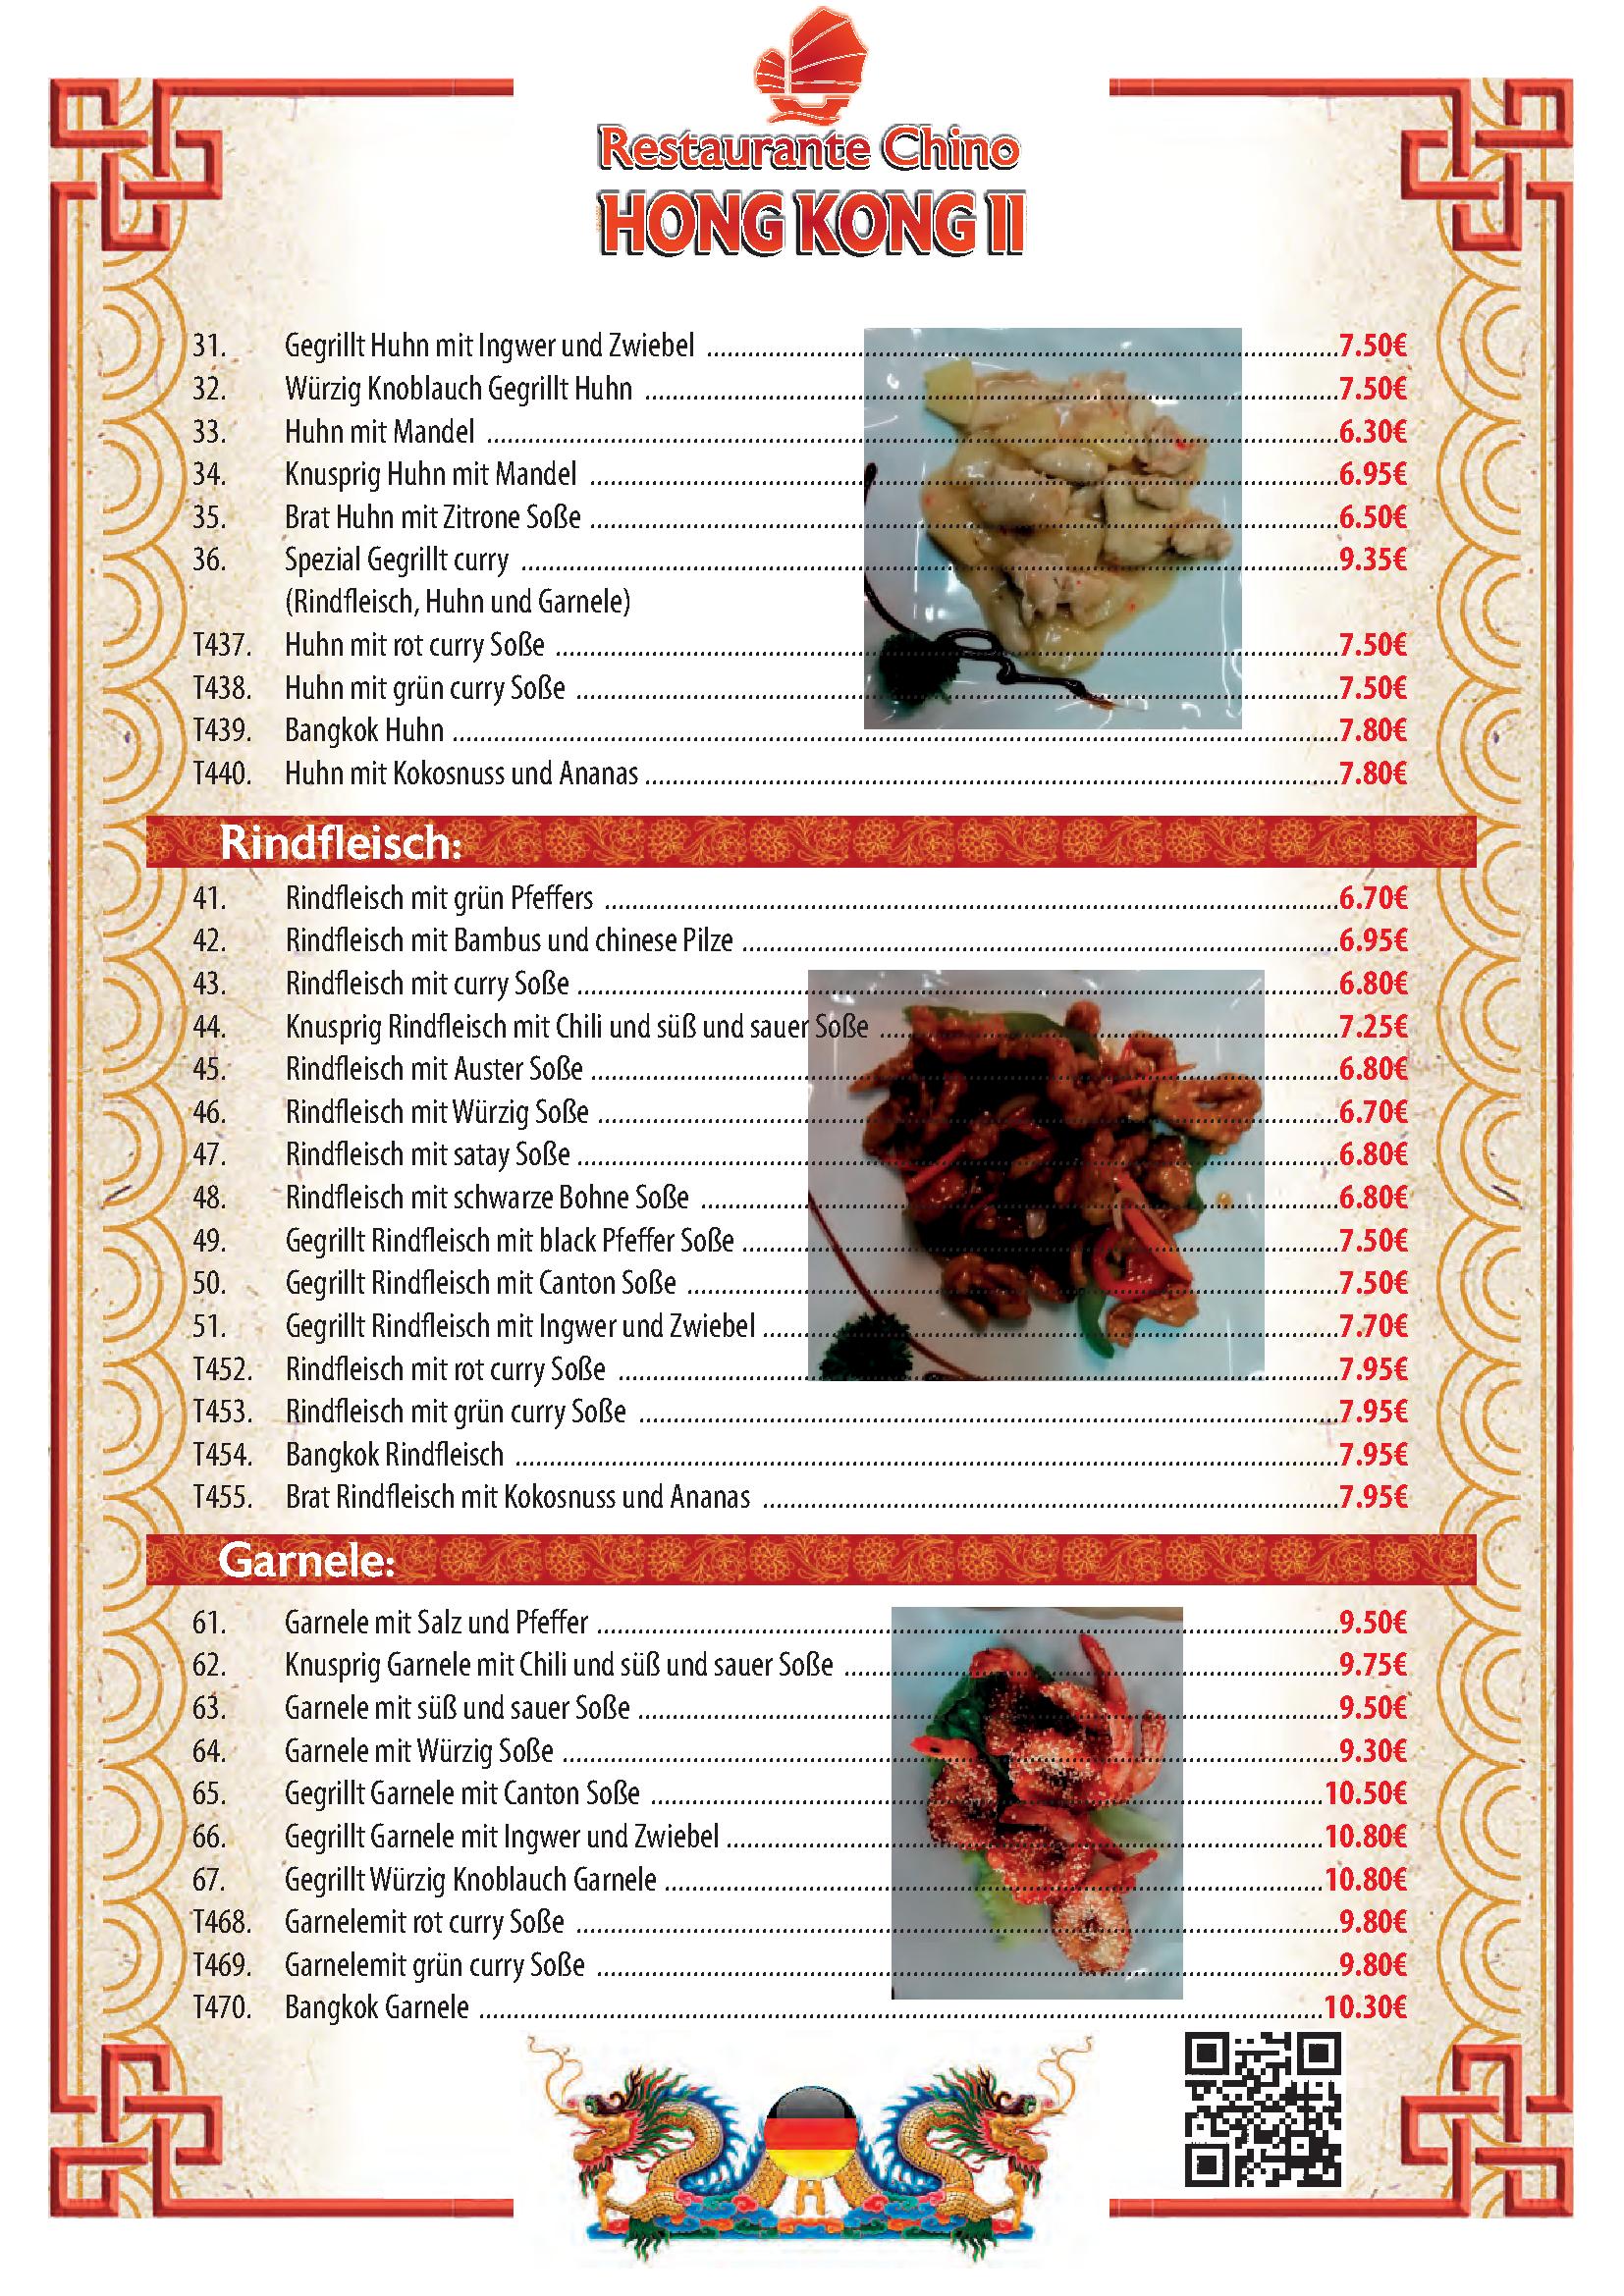 Restaurante Chino
HONG KONG II
31. Gegrillt Huhn mit Ingwer und Zwiebel 7.50€
32. Würzig Knoblauch Gegrillt Huhn 7.50€
33. Huhn mit Mandel 6.30€
34. Knusprig Huhn mit Mandel 6.95€
35. Brat Huhn mit Zitrone Soße 6.50€
36. Spezial Gegrillt curry 9.35€
(Rindfleisch, Huhn und Garnele)
T437. Huhn mit rot curry Soße 7.50€
T438. Huhn mit grün curry Soße 7.50€
T439. Bangkok Huhn 7.80€
T440. Huhn mit Kokosnuss und Ananas 7.80€
Rindfleisch:
41. Rindfleisch mit grün Pfeffers 6.70€
42. Rindfleisch mit Bambus und chinese Pilze 6.95€
43. Rindfleisch mit curry Soße 6.80€
44. Knusprig Rindfleisch mit Chili und süß und sauer Soße 7.25€
45. Rindfleisch mit Auster Soße 6.80€
46. Rindfleisch mit Würzig Soße 6.70€
47. Rindfleisch mit satay Soße 6.80€
48. Rindfleisch mit schwarze Bohne Soße 6.80€
49. Gegrillt Rindfleisch mit black Pfeffer Soße 7.50€
50. Gegrillt Rindfleisch mit Canton Soße 7.50€
51. Gegrillt Rindfleisch mit Ingwer und Zwiebel 7.70€
T452. Rindfleisch mit rot curry Soße 7.95€
T453. Rindfleisch mit grün curry Soße 7.95€
T454. Bangkok Rindfleisch 7.95€
T455. Brat Rindfleisch mit Kokosnuss und Ananas 7.95€
Garnele:
61. Garnele mit Salz und Pfeffer 9.50€
62. Knusprig Garnele mit Chili und süß und sauer Soße 9.75€
63. Garnele mit süß und sauer Soße 9.50€
64. Garnele mit Würzig Soße 9.30€
65. Gegrillt Garnele mit Canton Soße 10.50€
66. Gegrillt Garnele mit Ingwer und Zwiebel 10.80€
67. Gegrillt Würzig Knoblauch Garnele 10.80€
T468. Garnelemit rot curry Soße 9.80€
T469. Garnelemit grün curry Soße 9.80€
T470. Bangkok Garnele 10.30€